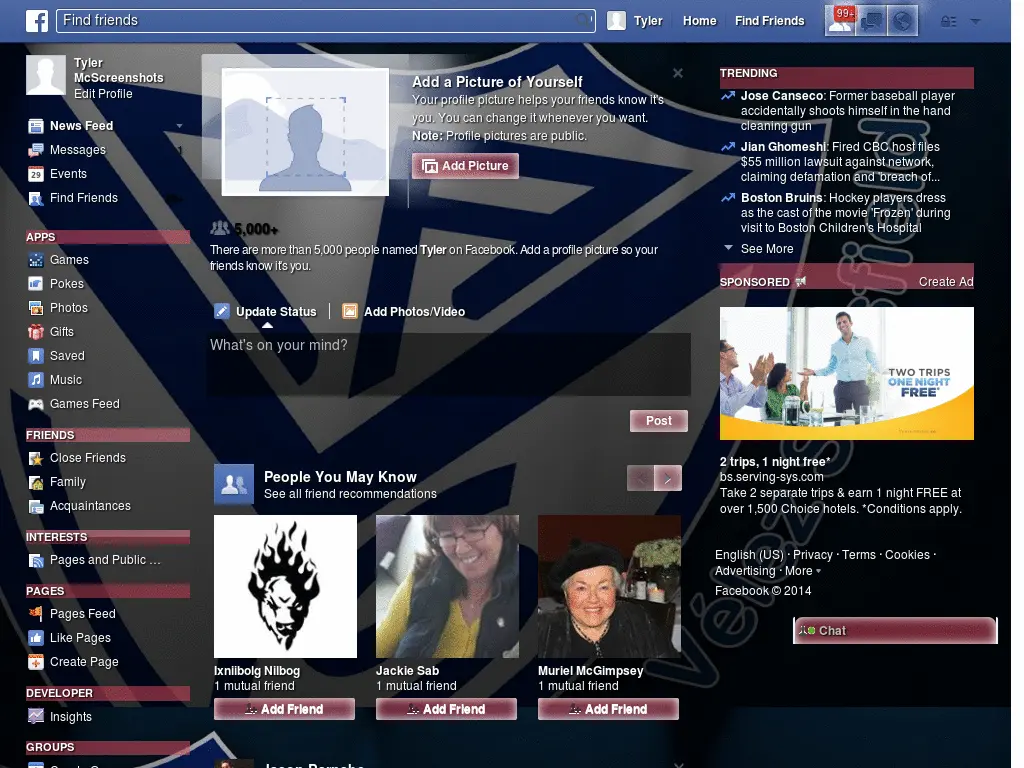 Find friends
Tyler
Home
Find Friends
99+
Tyler
McScreenshots
Edit Profile
News Feed
Messages
1
29
Events
Find Friends
APPS
Games
Pokes
Photos
Gifts
Saved
Music
Games Feed
FRIENDS
Close Friends
Family
Acquaintances
INTERESTS
Pages and Public ...
PAGES
Pages Feed
Like Pages
Create Page
DEVELOPER
Insights
GROUPS
Add a Picture of Yourself
Your profile picture helps your friends know it's
you. You can change it whenever you want.
Note: Profile pictures are public.
Add Picture
5,000+
There are more than 5,000 people named Tyler on Facebook. Add a profile picture so your
friends know it's you.
Update Status
Add Photos/Video
What's on your mind?
Post
People You May Know
See all friend recommendations
Ixniibolg Nilbog
1 mutual friend
Add Friend
Jackie Sab
1 mutual friend
Add Friend
Muriel McGimpsey
1 mutual friend
Add Friend
TRENDING
Jose Canseco: Former baseball player
accidentally shoots himself in the hand
cleaning gun
Jian Ghomeshi: Fired CBC host files
$55 million lawsuit against network,
claiming defamation and 'breach of...
Boston Bruins: Hockey players dress
as the cast of the movie 'Frozen' during
visit to Boston Children's Hospital
See More
SPONSORED
Create Ad
TWO TRIPS
ONE NIGHT
FREE*
2 trips, 1 night free*
bs.serving-sys.com
Take 2 separate trips & earn 1 night FREE at
over 1,500 Choice hotels. *Conditions apply.
English (US) · Privacy · Terms · Cookies ·
Advertising · More
Facebook © 2014
Chat